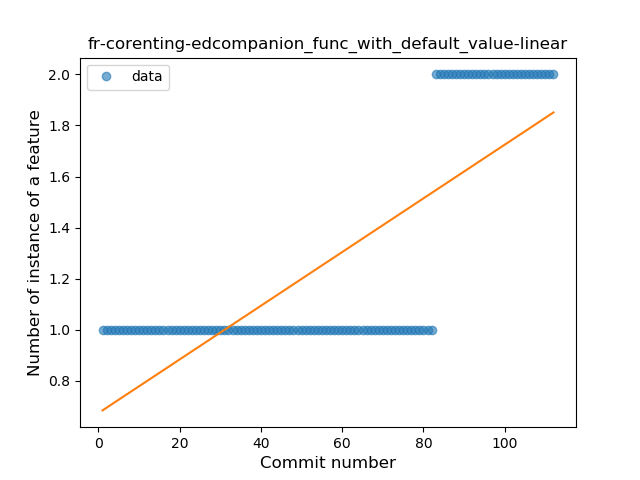 fr-corenting-edcompanion_func_with_default_value-linear
data
2.0
1.8
1.6
1.4
1.2
1.0
0.8
Number of instance of a feature
0 20 40 60 80 100
Commit number